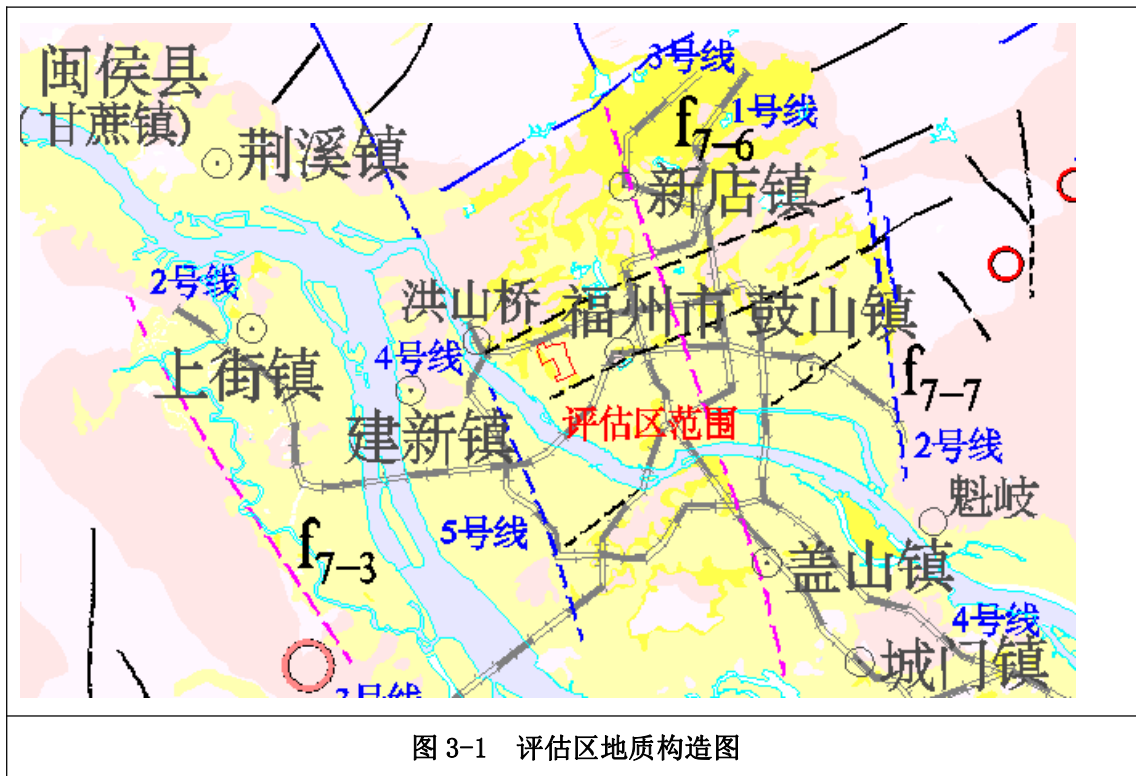 闽侯县
(甘蔗镇)
荆溪镇
3号线
1号线
f7-6
新店镇
2号线
洪山桥
福州市
鼓山镇
4号线
上街镇
建新镇
评估区范围
f7-7
2号线
魁岐
5号线
f7-3
盖山镇
4号线
城门镇
图 3-1 评估区地质构造图